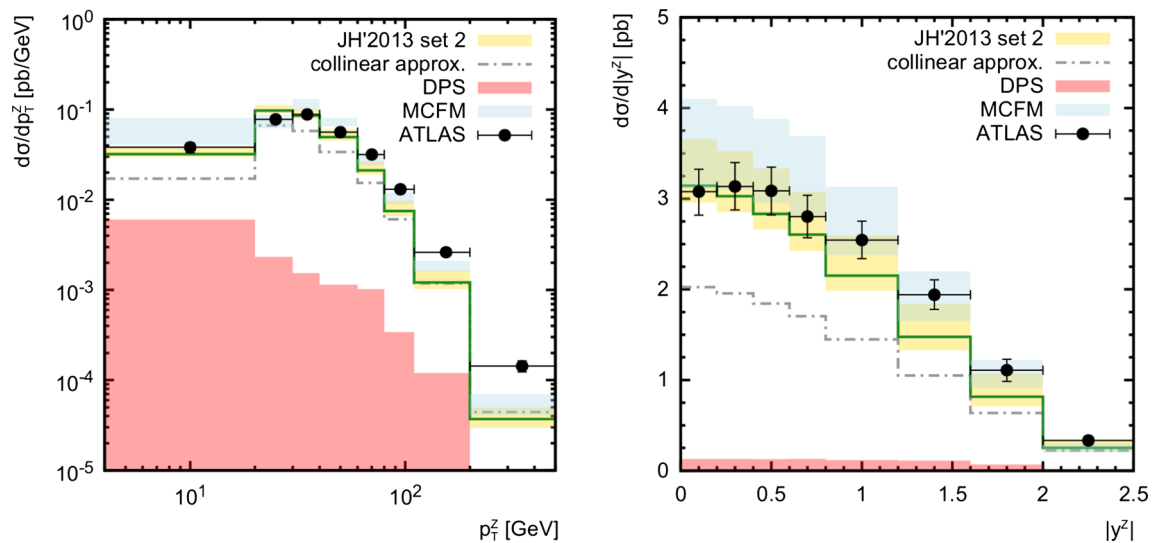 dσ/dp_T^Z [pb/GeV]
10^0
10^-1
10^-2
10^-3
10^-4
10^-5
JH'2013 set 2
collinear approx.
DPS
MCFM
ATLAS
10^1
10^2
p_T^Z [GeV]
dσ/d|y^Z| [pb]
5
4
3
2
1
0
JH'2013 set 2
collinear approx.
DPS
MCFM
ATLAS
0
0.5
1
1.5
2
2.5
|y^Z|